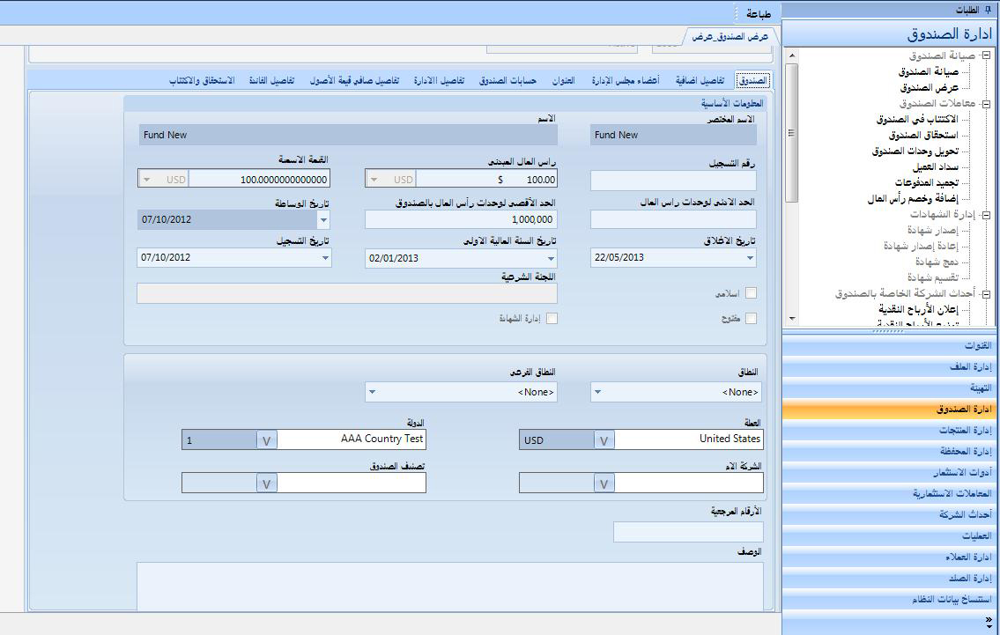 الطلبات
ادارة الصندوق
صيانة الصندوق
صيانة الصندوق
عرض الصندوق
معاملات الصندوق
الاكتتاب في الصندوق
استحقاق الصندوق
تحويل وحدات الصندوق
سداد العميل
تجميد المدفوعات
إضافة وخصم رأس المال
إدارة الشهادات
إصدار شهادة
إعادة إصدار شهادة
دمج شهادة
تقسيم شهادة
أحداث الشركة الخاصة بالصندوق
إعلان الأرباح النقدية
توزيع الأرباح النقدية
القنوات
إدارة الملف
التهيئة
ادارة الصندوق
إدارة المنتجات
إدارة المحفظة
أدوات الاستثمار
المعاملات الاستثمارية
أحداث الشركة
العمليات
ادارة العملاء
إدارة الصك
استنساخ بيانات النظام
طباعة
عرض الصندوق_عرض
الصندوق تفاصيل اضافية أعضاء مجلس الإدارة العنوان حسابات الصندوق تفاصيل الادارة تفاصيل صافي قيمة الأصول تفاصيل الفائدة الاستحقاق والاكتتاب
المعلومات الأساسية
الاسم المختصر الاسم
Fund New Fund New
رقم التسجيل راس المال المبدئى القيمة الاسمية
$ 100.00 USD 100.0000000000000 USD
الحد الادنى لوحدات راس المال الحد الأقصى لوحدات رأس المال بالصندوق تاريخ الوساطة
1,000,000 07/10/2012
تاريخ الاغلاق تاريخ السنة المالية الاولى تاريخ التسجيل
22/05/2013 02/01/2013 07/10/2012
اللجنة الشرعية
اسلامى
مفتوح إدارة الشهادة
النطاق النطاق الفرعى
<None> <None>
العملة الدولة
United States V USD AAA Country Test V 1
الشركة الام تصنيف الصندوق
V V
الأرقام المرجعية
الوصف